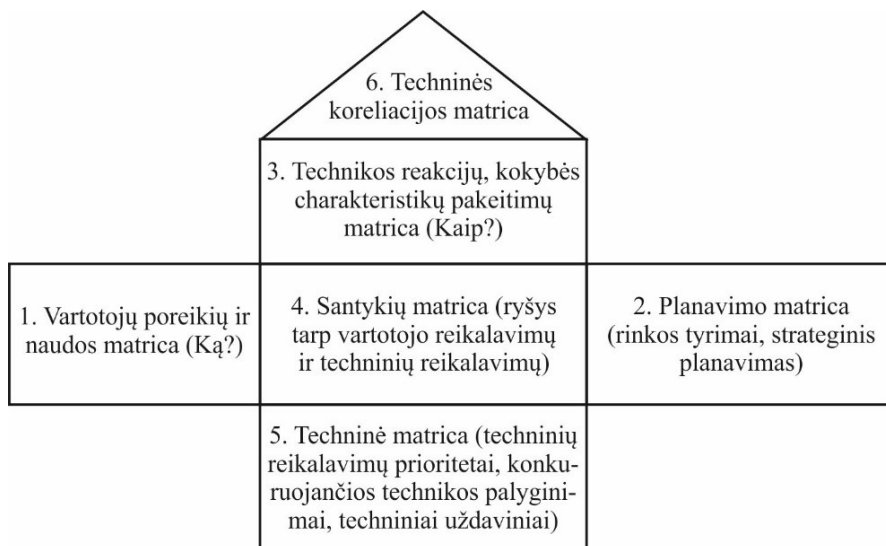 6. Techninės
koreliacijos matrica
3. Technikos reakcijų, kokybės
charakteristikų pakeitimų
matrica (Kaip?)
1. Vartotojų poreikių ir
naudos matrica (Ką?)
4. Santykių matrica (ryšys
tarp vartotojo reikalavimų
ir techninių reikalavimų)
2. Planavimo matrica
(rinkos tyrimai, strateginis
planavimas)
5. Techninė matrica (techninių
reikalavimų prioritetai, konku-
ruojančios technikos palygini-
mai, techniniai uždaviniai)